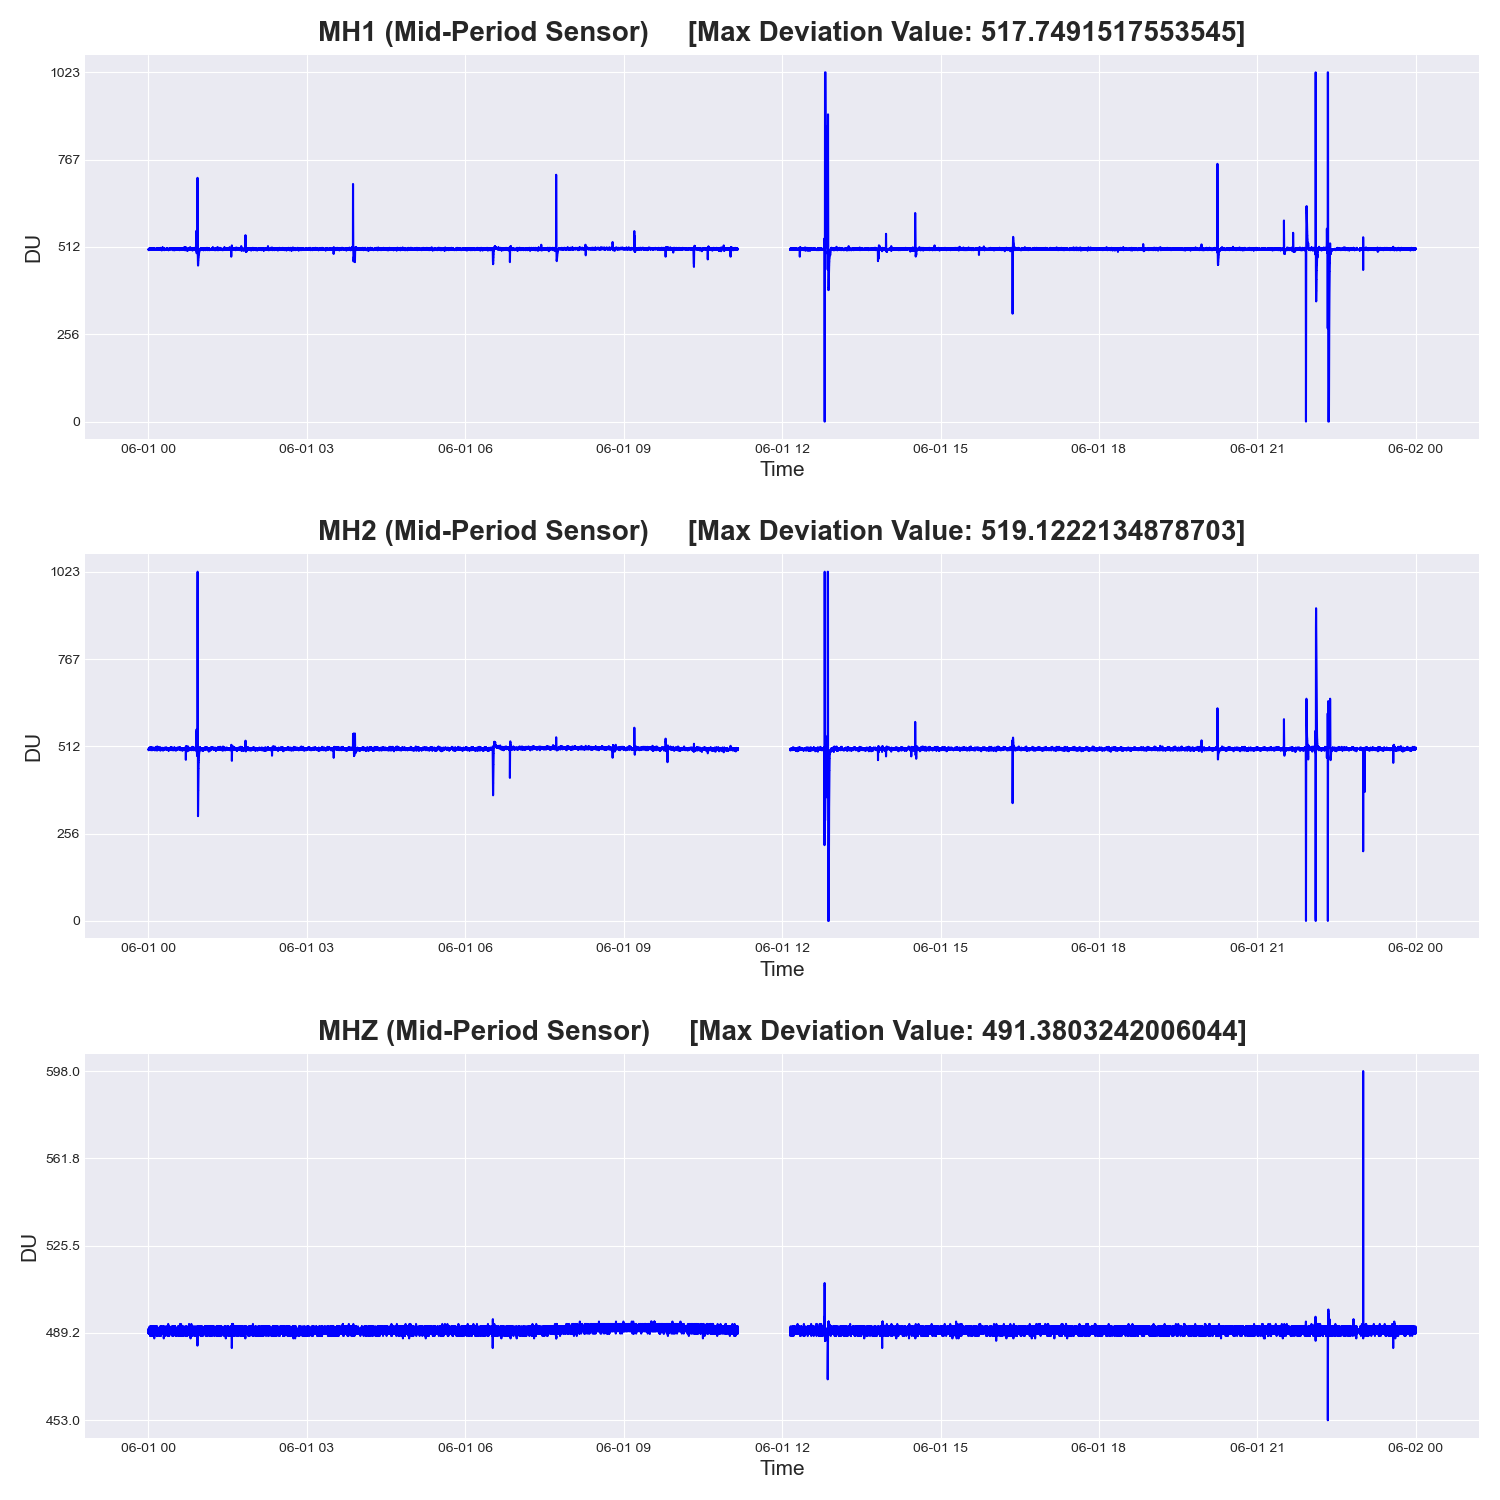 MH1 (Mid-Period Sensor) [Max Deviation Value: 517.7491517553545]
1023
767
512
256
0
DU
06-01 00 06-01 03 06-01 06 06-01 09 06-01 12 06-01 15 06-01 18 06-01 21 06-02 00
Time
MH2 (Mid-Period Sensor) [Max Deviation Value: 519.1222134878703]
1023
767
512
256
0
DU
06-01 00 06-01 03 06-01 06 06-01 09 06-01 12 06-01 15 06-01 18 06-01 21 06-02 00
Time
MHZ (Mid-Period Sensor) [Max Deviation Value: 491.3803242006044]
598.0
561.8
525.5
489.2
453.0
DU
06-01 00 06-01 03 06-01 06 06-01 09 06-01 12 06-01 15 06-01 18 06-01 21 06-02 00
Time